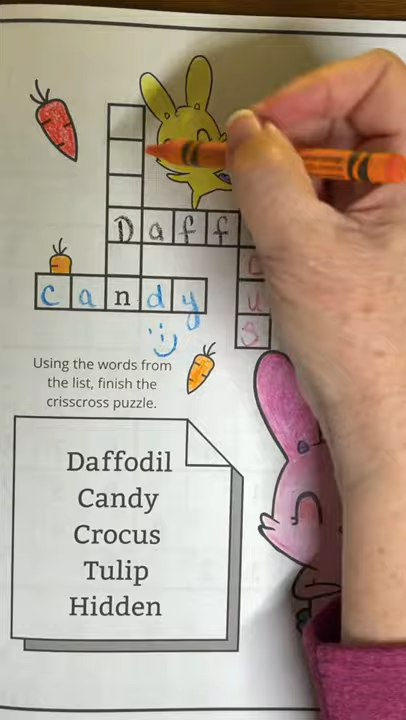 Daff
candy
u
s
Using the words from
the list, finish the
crisscross puzzle.
Daffodil
Candy
Crocus
Tulip
Hidden